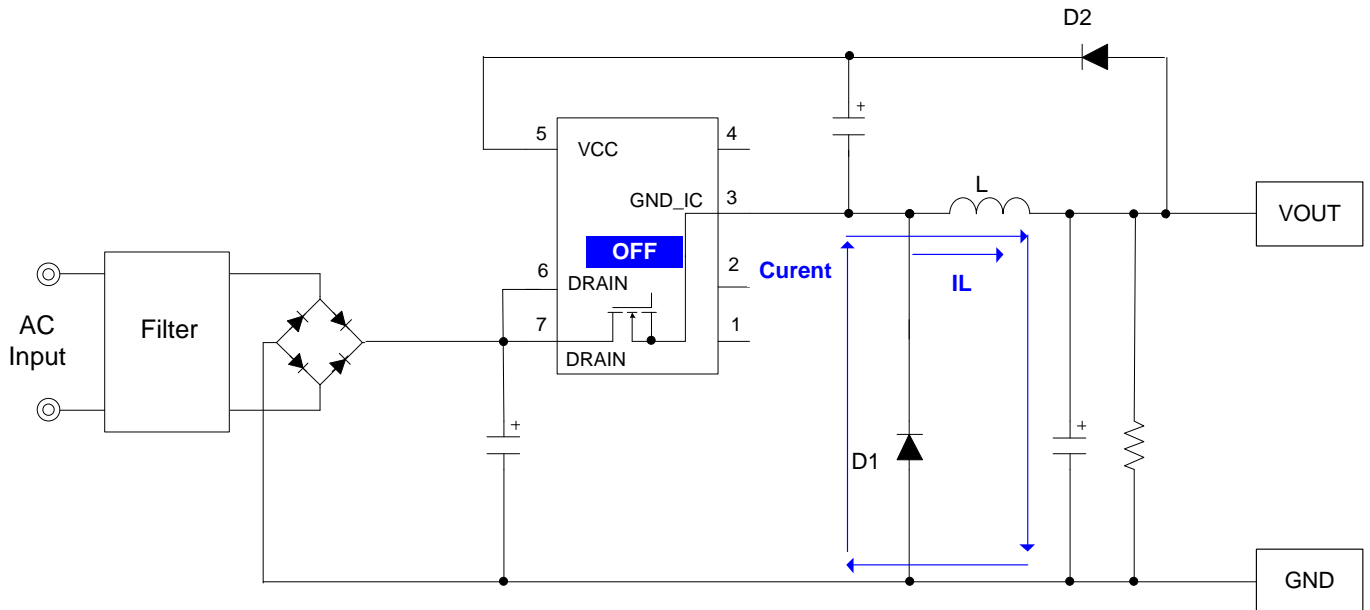 D2
+
5
4
VCC
GND_IC
3
L
VOUT
OFF
Curent
IL
6
2
DRAIN
AC
Input
Filter
7
1
DRAIN
+
D1
+
GND